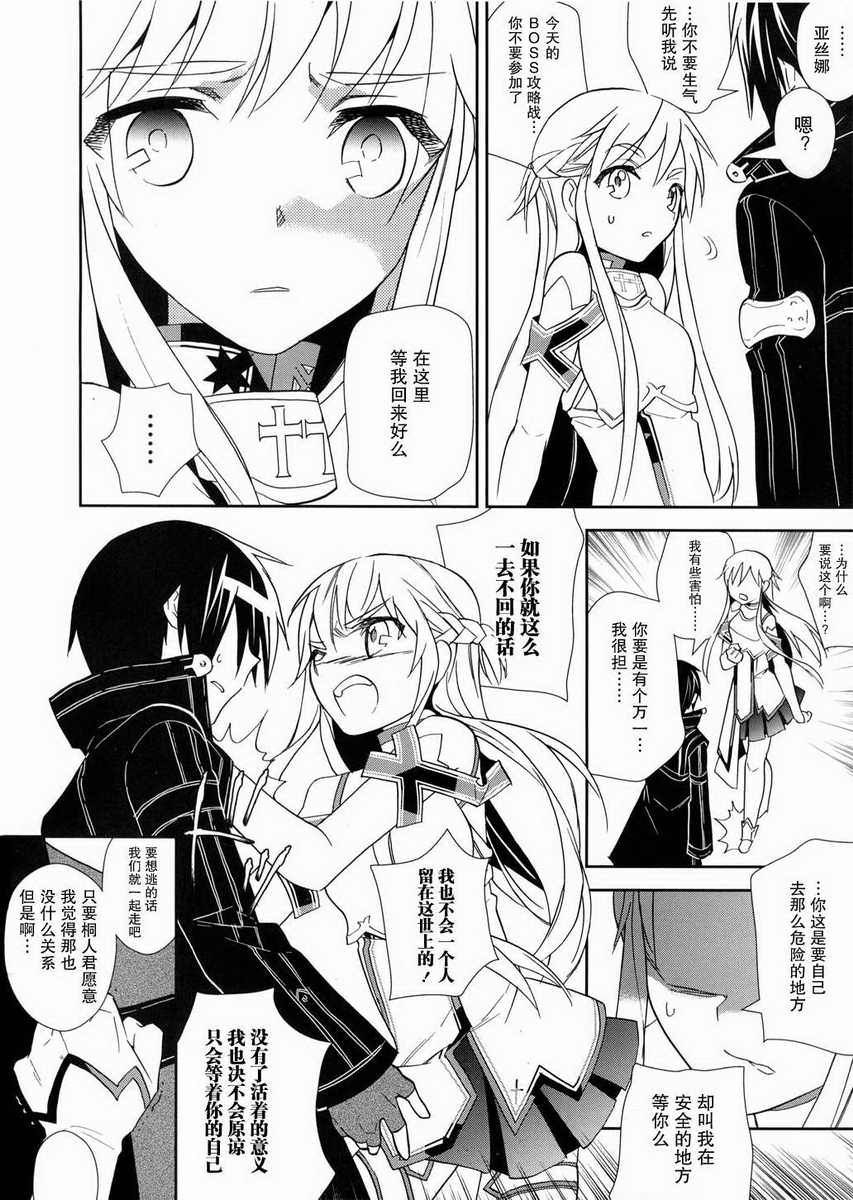 ……
亚丝娜
嗯？
…你不要生气
先听我说
今天的
BOSS攻略战…
你不要参加了
在这里
等我回来好么
……
…为什么
要说这个啊…？
我有些害怕…
你要是有个万一…
我很担……
…你这是要自己
去那么危险的地方
却叫我在
安全的地方
等你么
如果你就这么
一去不回的话
我也不会一个人
留在这世上的！
没有了活着的意义
我也决不会原谅
只会等着你的自己
要想逃的话
我们就一起走吧
只要桐人君愿意
我觉得那也
没什么关系
但是啊…